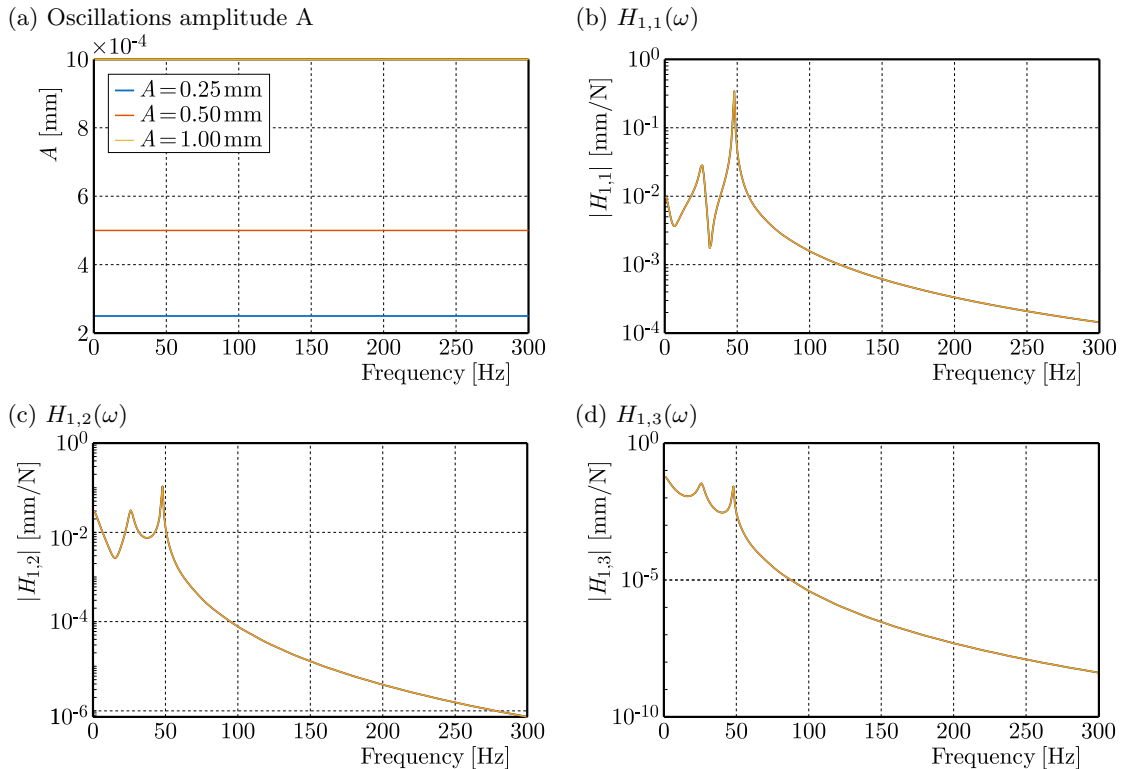 (a) Oscillations amplitude A
×10⁻⁴
10
8
6
4
2
A [mm]
A = 0.25 mm
A = 0.50 mm
A = 1.00 mm
0 50 100 150 200 250 300
Frequency [Hz]
(b) H₁,₁(ω)
10⁰
10⁻¹
10⁻²
10⁻³
10⁻⁴
|H₁,₁| [mm/N]
0 50 100 150 200 250 300
Frequency [Hz]
(c) H₁,₂(ω)
10⁰
10⁻²
10⁻⁴
10⁻⁶
|H₁,₂| [mm/N]
0 50 100 150 200 250 300
Frequency [Hz]
(d) H₁,₃(ω)
10⁰
10⁻⁵
10⁻¹⁰
|H₁,₃| [mm/N]
0 50 100 150 200 250 300
Frequency [Hz]